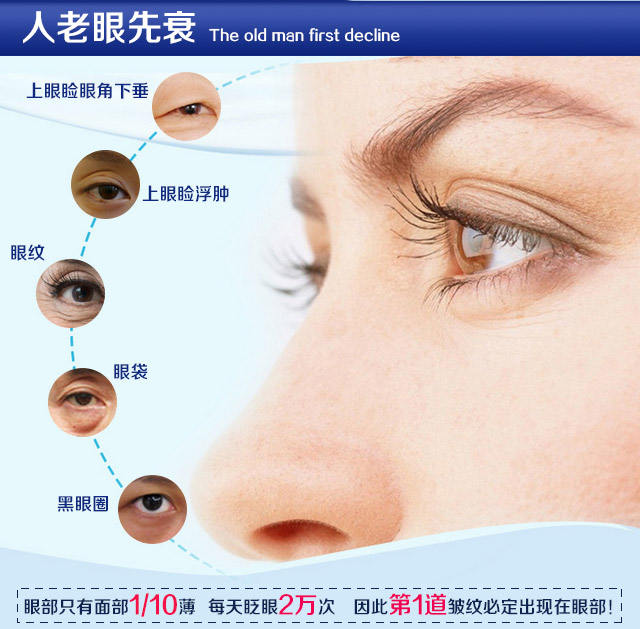 人老眼先衰 The old man first decline
上眼睑眼角下垂
上眼睑浮肿
眼纹
眼袋
黑眼圈
眼部只有面部1/10薄 每天眨眼2万次 因此第1道皱纹必定出现在眼部!